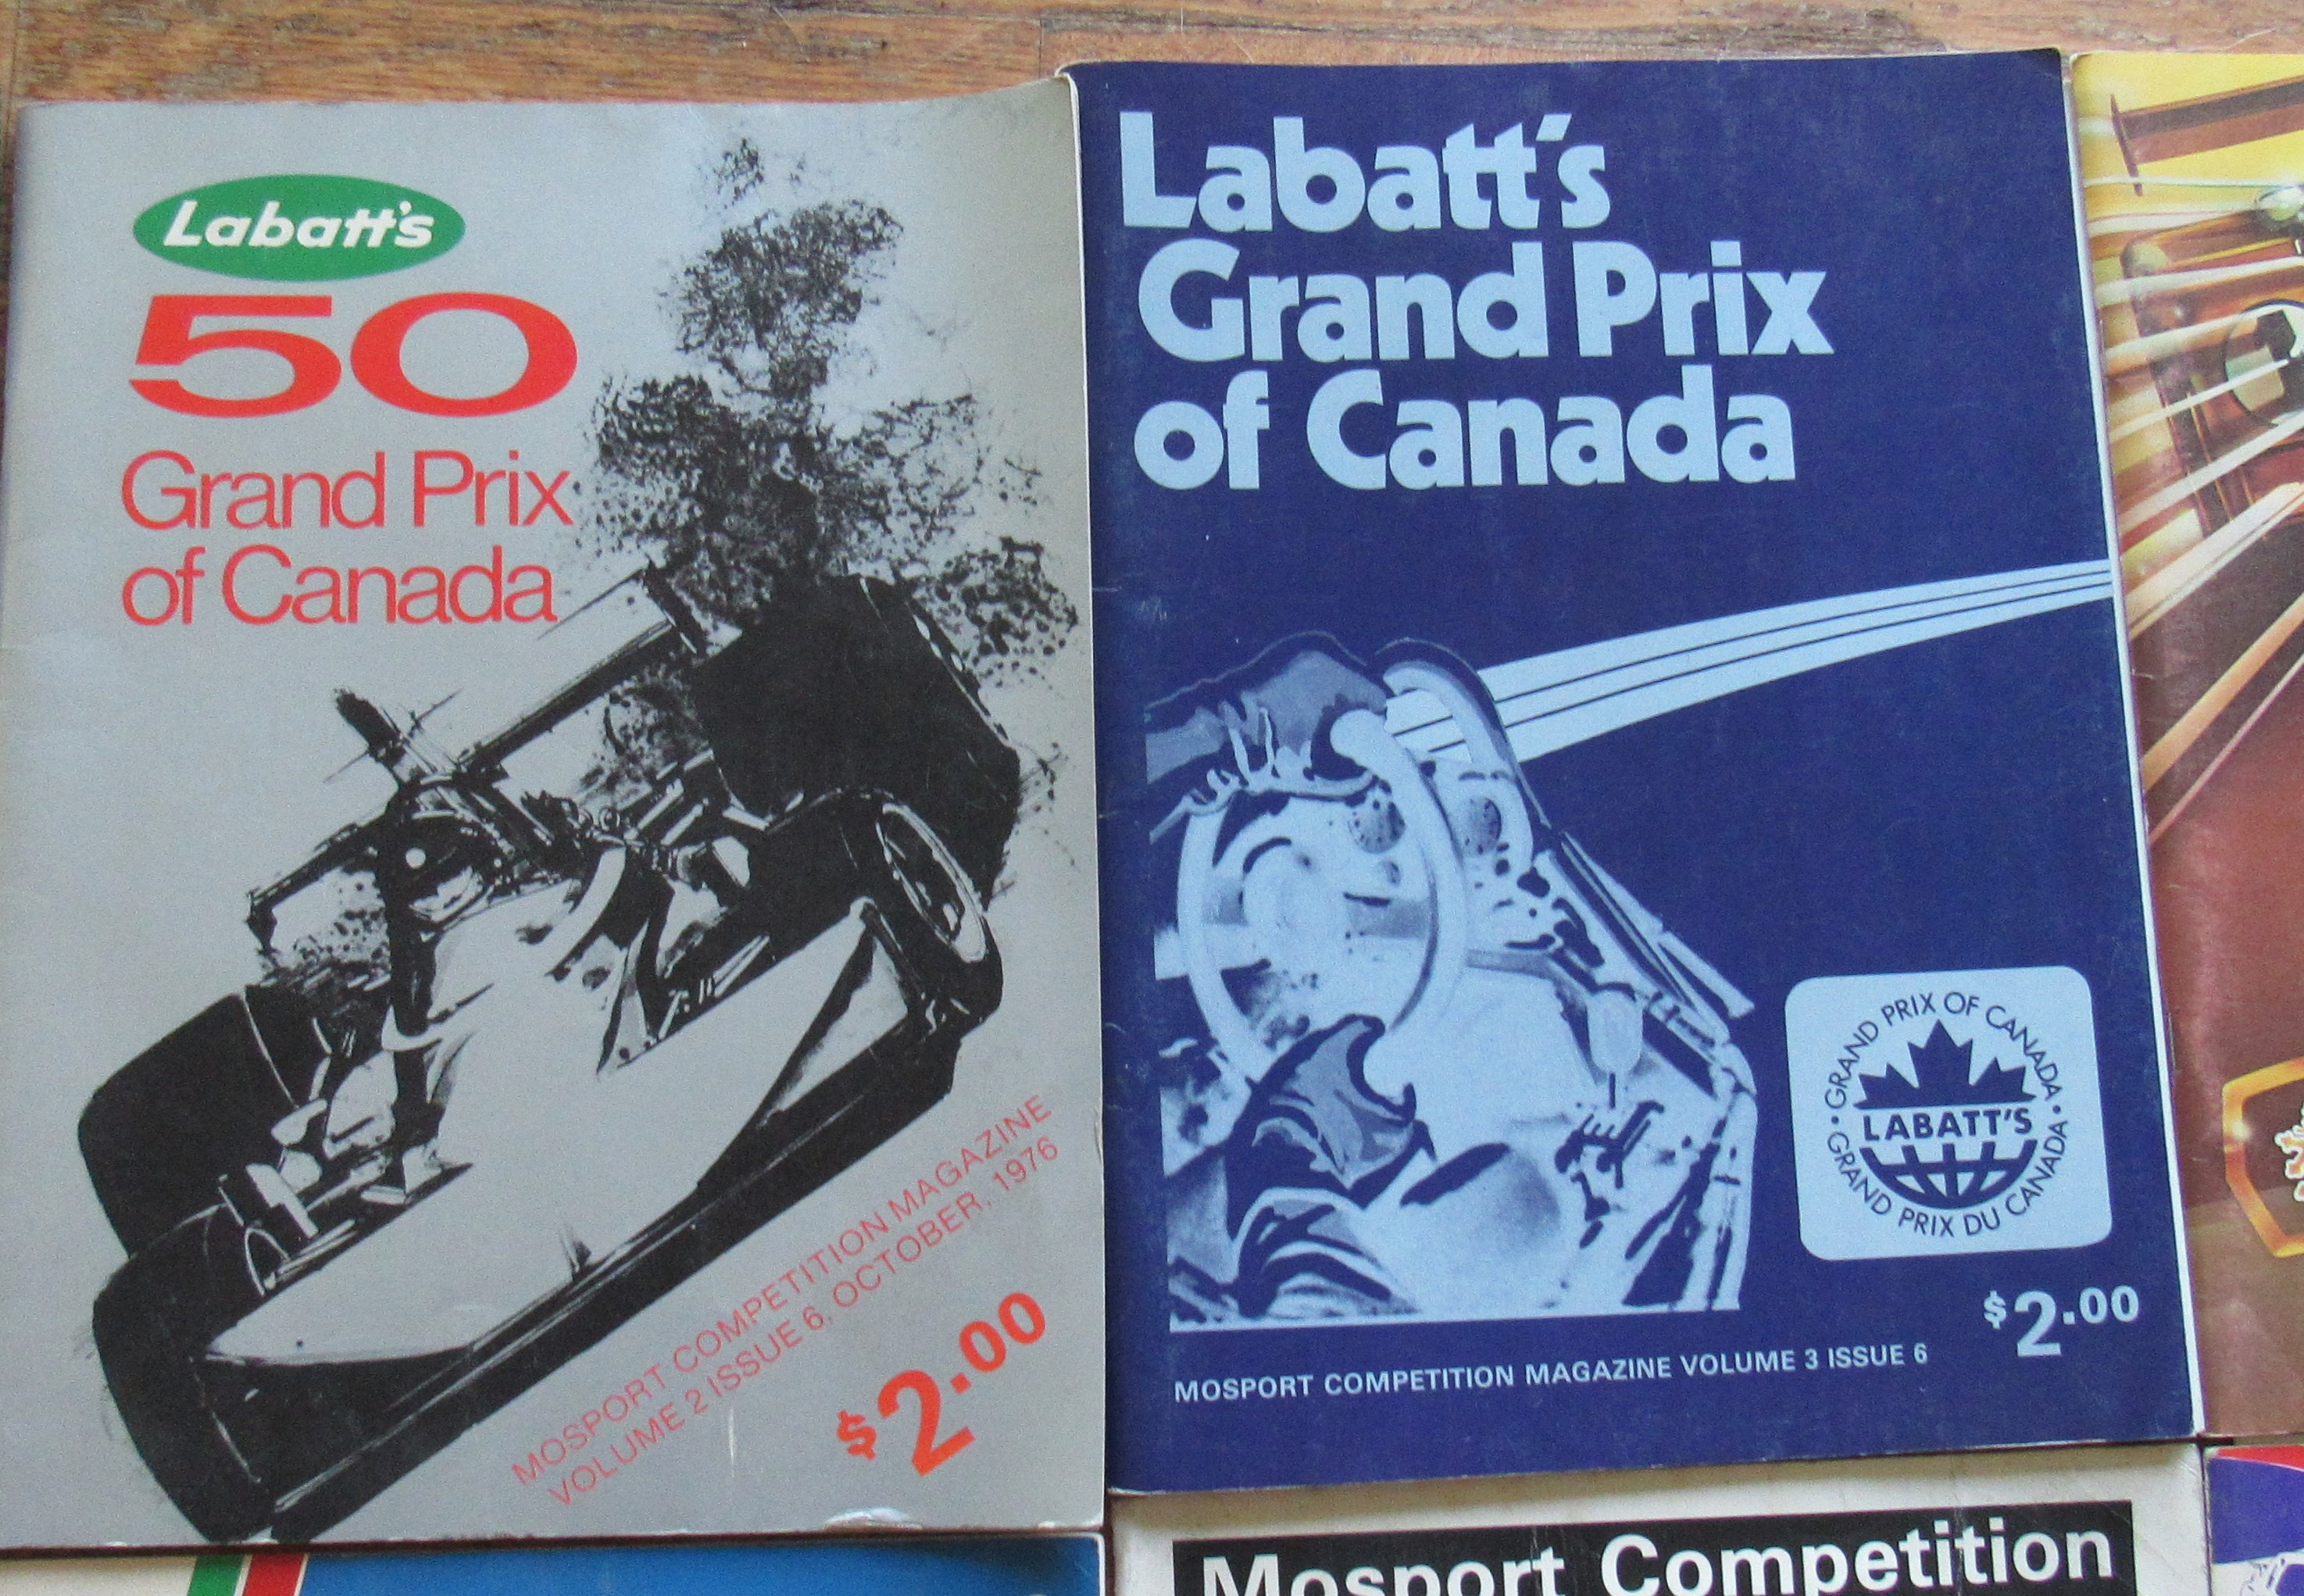 Labatt's
50
Grand Prix
of Canada
MOSPORT COMPETITION MAGAZINE
VOLUME 2 ISSUE 6, OCTOBER, 1976
$2.00
Labatt's
Grand Prix
of Canada
• GRAND PRIX OF CANADA •
LABATT'S
GRAND PRIX DU CANADA
$2.00
MOSPORT COMPETITION MAGAZINE VOLUME 3 ISSUE 6
Mosport Competition